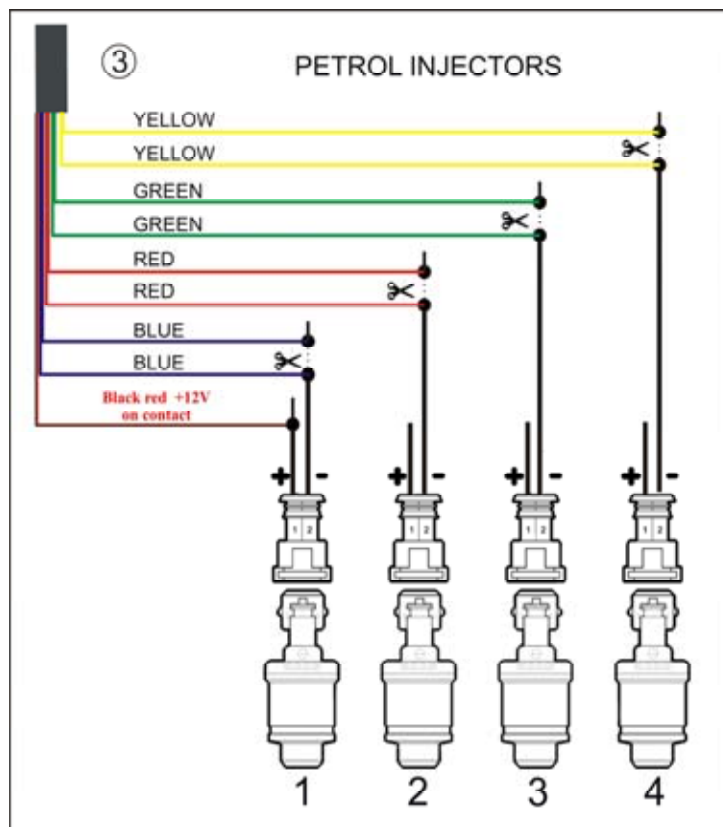 ③
PETROL INJECTORS
YELLOW
YELLOW
GREEN
GREEN
RED
RED
BLUE
BLUE
Black red +12V
on contact
+ - + - + - + -
1 2 1 2 1 2 1 2
1 2 3 4